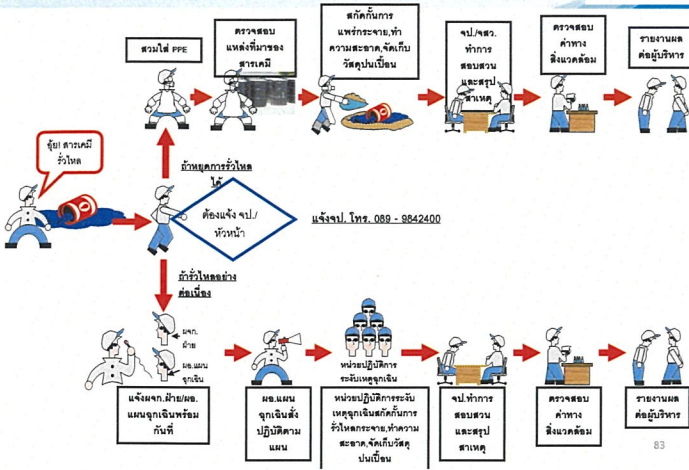 สวมใส่ PPE
ตรวจสอบ
แหล่งที่มาของ
สารเคมี
สกัดกั้นการ
แพร่กระจาย,ทำ
ความสะอาด,จัดเก็บ
วัสดุปนเปื้อน
จป./จสว.
ทำการ
สอบสวน
และสรุป
สาเหตุ
ตรวจสอบ
ค่าทาง
สิ่งแวดล้อม
รายงานผล
ต่อผู้บริหาร
อุ้ย! สารเคมี
รั่วไหล
ถ้าหยุดการรั่วไหล
ได้
ต้องแจ้ง จป./
หัวหน้า
แจ้งจป. โทร. 089 - 9842400
ถ้ารั่วไหลอย่าง
ต่อเนื่อง
ผจก.
ฝ่าย
ผอ.แผน
ฉุกเฉิน
แจ้งผจก.ฝ่าย/ผอ.
แผนฉุกเฉินพร้อม
กันที่
ผอ.แผน
ฉุกเฉินสั่ง
ปฏิบัติตาม
แผน
หน่วยปฏิบัติการ
ระงับเหตุฉุกเฉิน
หน่วยปฏิบัติการระงับ
เหตุฉุกเฉินสกัดกั้นการ
รั่วไหลกระจาย,ทำความ
สะอาด,จัดเก็บวัสดุ
ปนเปื้อน
จป.ทำการ
สอบสวน
และสรุป
สาเหตุ
ตรวจสอบ
ค่าทาง
สิ่งแวดล้อม
รายงานผล
ต่อผู้บริหาร
83